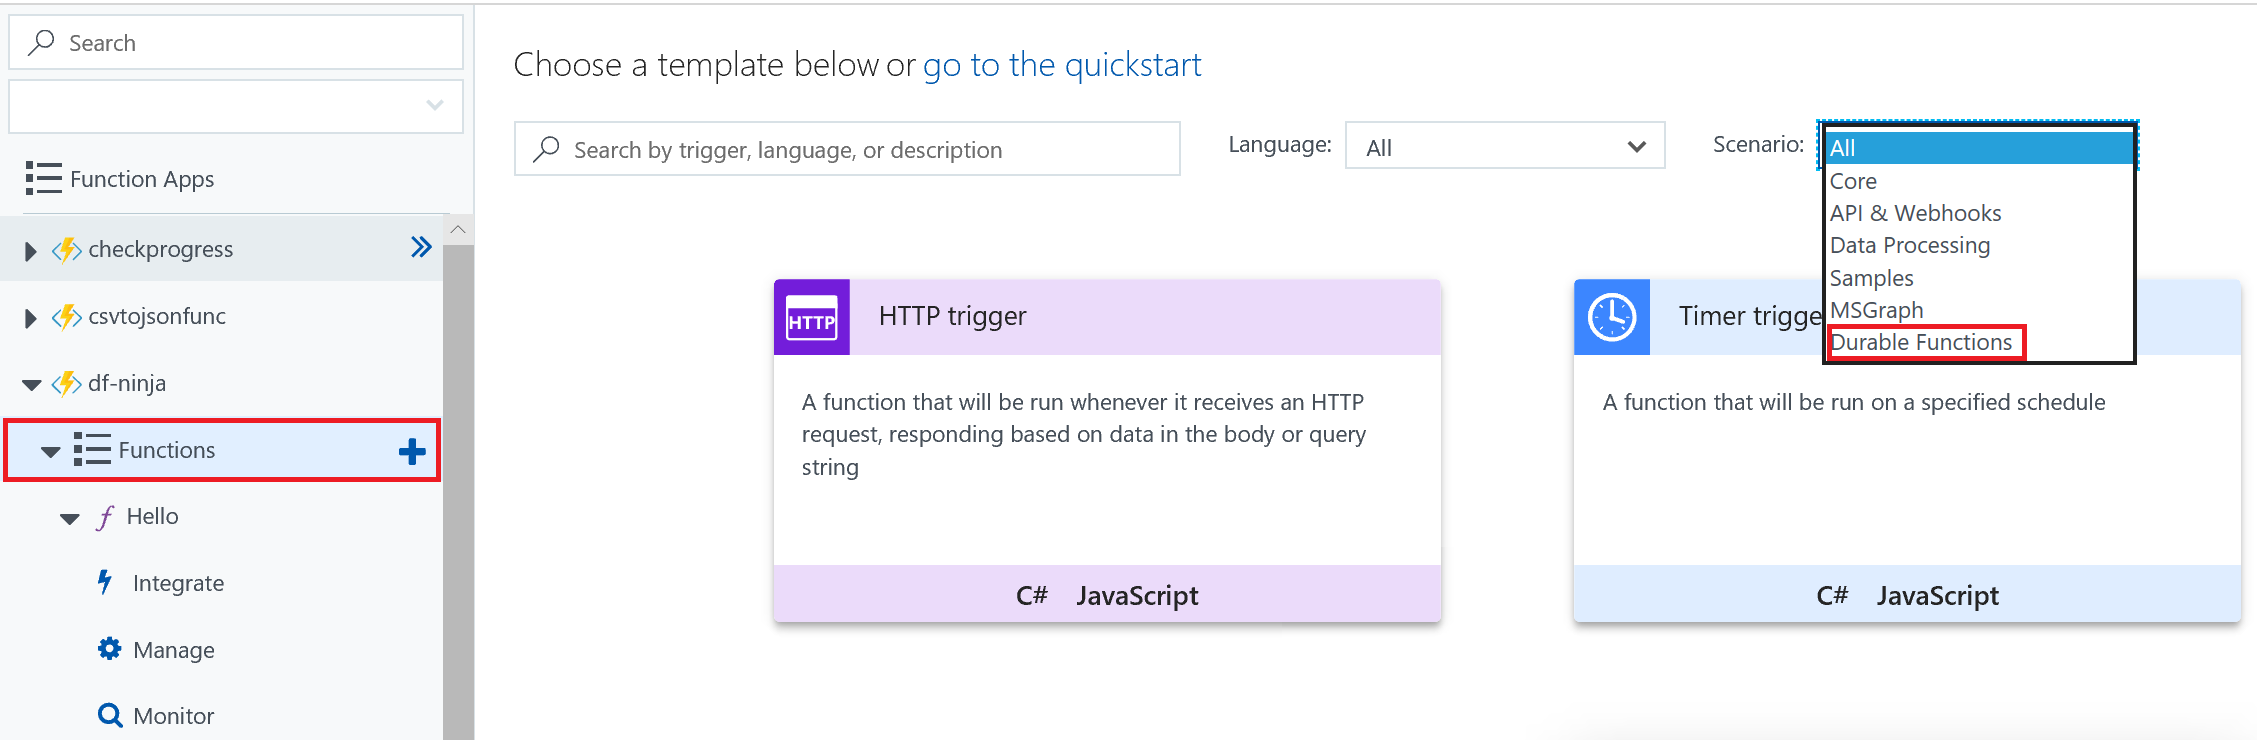 Search
Function Apps
checkprogress
csvtojsonfunc
df-ninja
Functions
Hello
Integrate
Manage
Monitor
Choose a template below or go to the quickstart
Search by trigger, language, or description
Language: All
Scenario:
All
Core
API & Webhooks
Data Processing
Samples
MSGraph
Durable Functions
HTTP
HTTP trigger
A function that will be run whenever it receives an HTTP
request, responding based on data in the body or query
string
C# JavaScript
Timer trigge
A function that will be run on a specified schedule
C# JavaScript